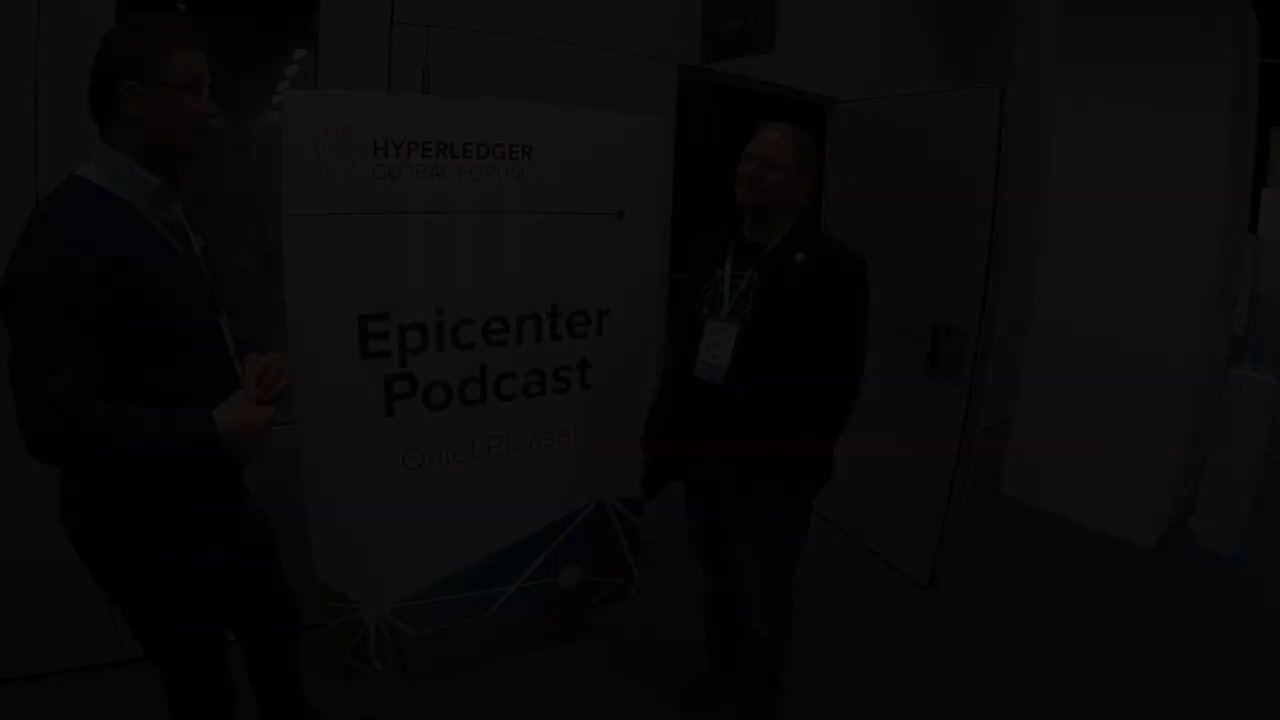 HYPERLEDGER
GLOBAL FORUM
Epicenter
Podcast
Quiet Please!